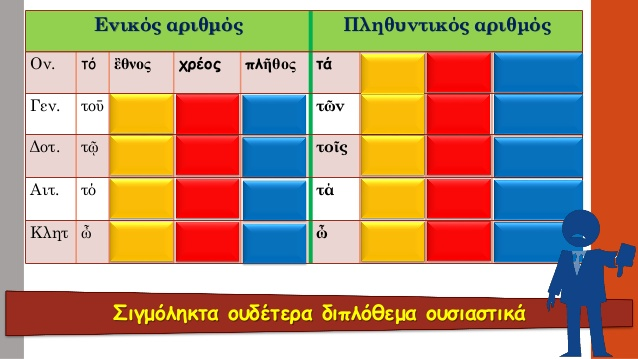 Ενικός αριθμός Πληθυντικός αριθμός
Ον. τό ἔθνος χρέος πλῆθος τά
Γεν. τοῦ τῶν
Δοτ. τῷ τοῖς
Αιτ. τό τά
Κλητ ὦ ὦ
Σιγμόληκτα ουδέτερα διπλόθεμα ουσιαστικά